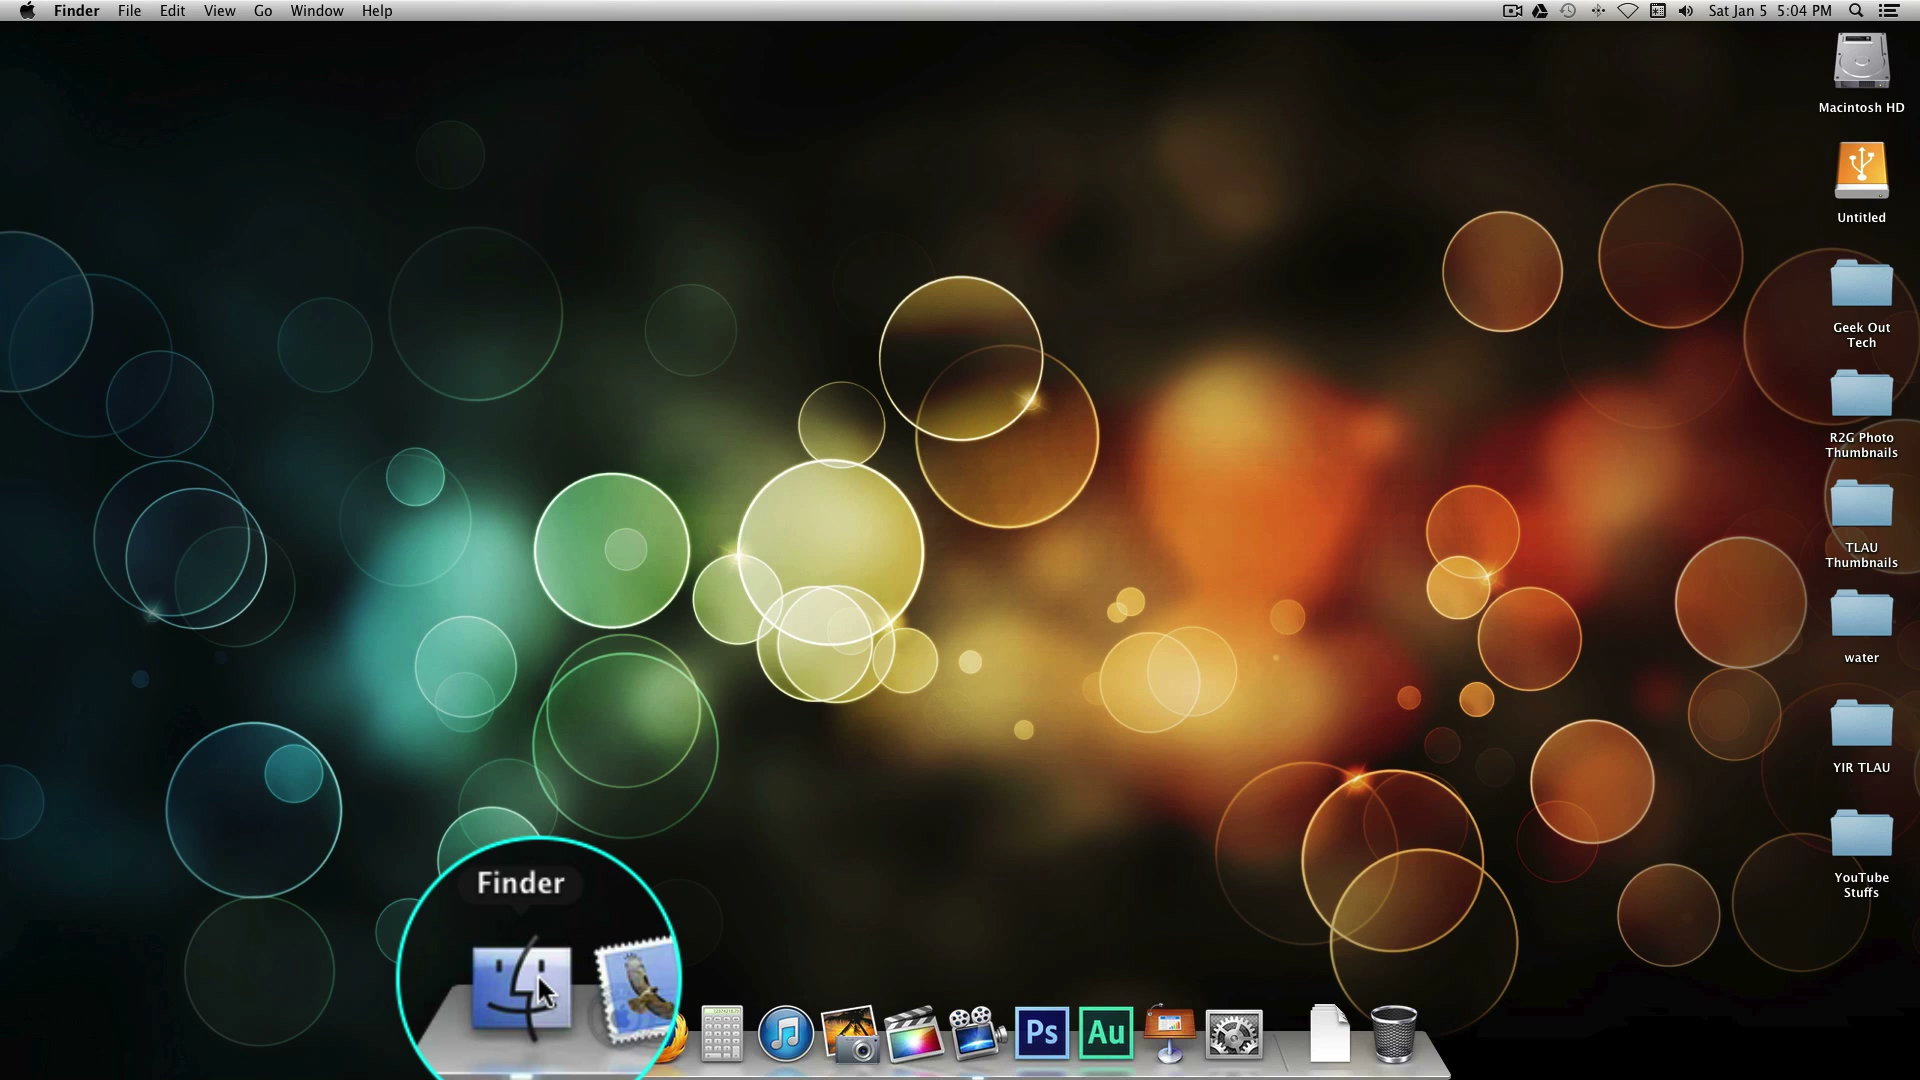 Finder File Edit View Go Window Help
Sat Jan 5 5:04 PM
Macintosh HD
Untitled
Geek Out
Tech
R2G Photo
Thumbnails
TLAU
Thumbnails
water
YIR TLAU
YouTube
Stuffs
Finder
Ps
Au